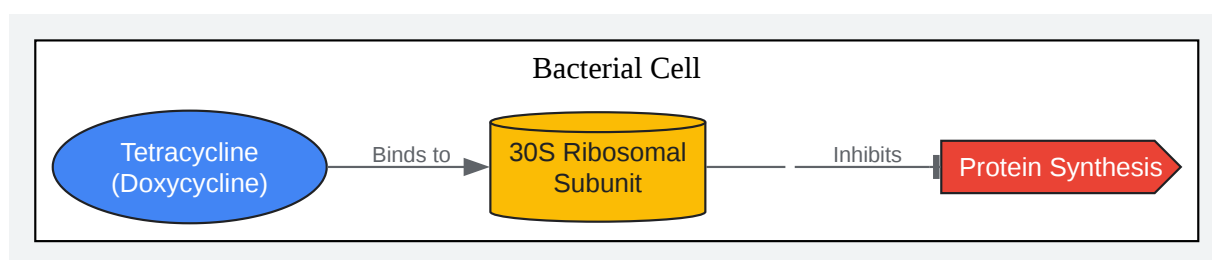 Bacterial Cell
Tetracycline
(Doxycycline)
Binds to
30S Ribosomal
Subunit
Inhibits
Protein Synthesis